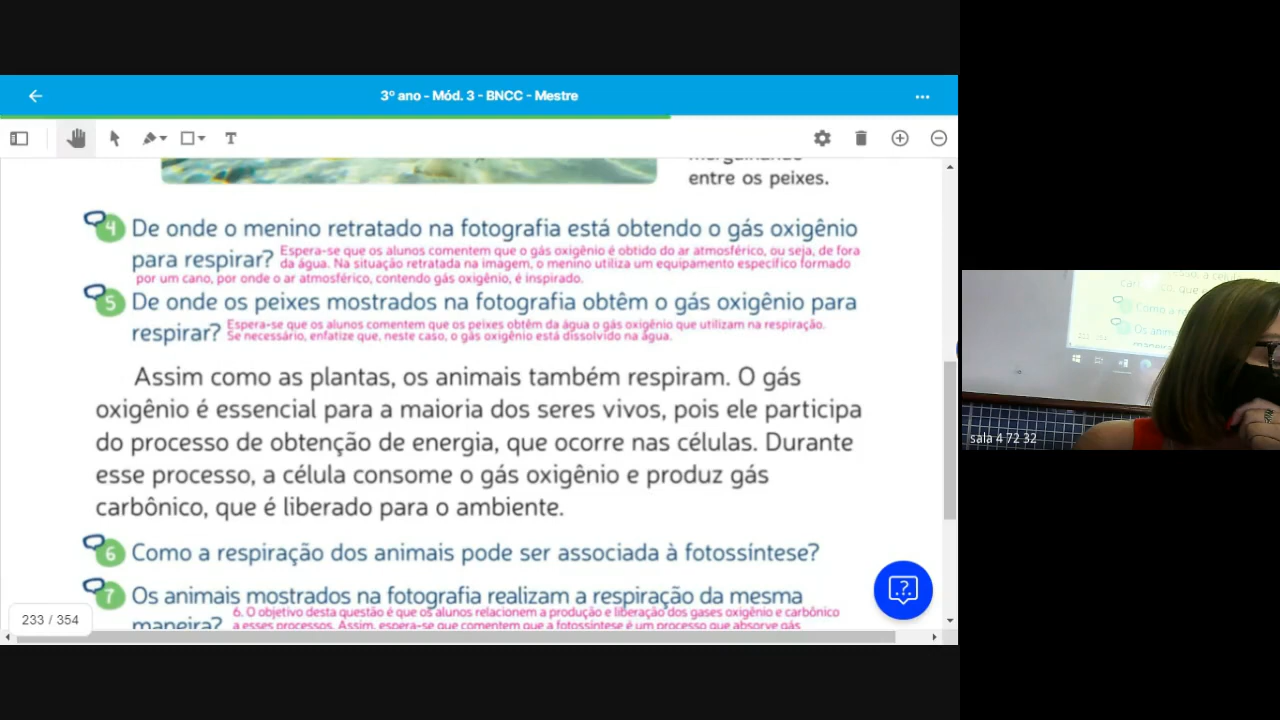 3º ano - Mód. 3 - BNCC - Mestre
T
mergulhando
entre os peixes.
4 De onde o menino retratado na fotografia está obtendo o gás oxigênio
para respirar? Espera-se que os alunos comentem que o gás oxigênio é obtido do ar atmosférico, ou seja, de fora
da água. Na situação retratada na imagem, o menino utiliza um equipamento específico formado
por um cano, por onde o ar atmosférico, contendo gás oxigênio, é inspirado.
5 De onde os peixes mostrados na fotografia obtêm o gás oxigênio para
respirar? Espera-se que os alunos comentem que os peixes obtêm da água o gás oxigênio que utilizam na respiração.
Se necessário, enfatize que, neste caso, o gás oxigênio está dissolvido na água.
Assim como as plantas, os animais também respiram. O gás
oxigênio é essencial para a maioria dos seres vivos, pois ele participa
do processo de obtenção de energia, que ocorre nas células. Durante
esse processo, a célula consome o gás oxigênio e produz gás
carbônico, que é liberado para o ambiente.
6 Como a respiração dos animais pode ser associada à fotossíntese?
7 Os animais mostrados na fotografia realizam a respiração da mesma
6. O objetivo desta questão é que os alunos relacionem a produção e liberação dos gases oxigênio e carbônico
maneira? a esses processos. Assim, espera-se que comentem que a fotossíntese é um processo que absorve gás
233 / 354
sala 4 72 32